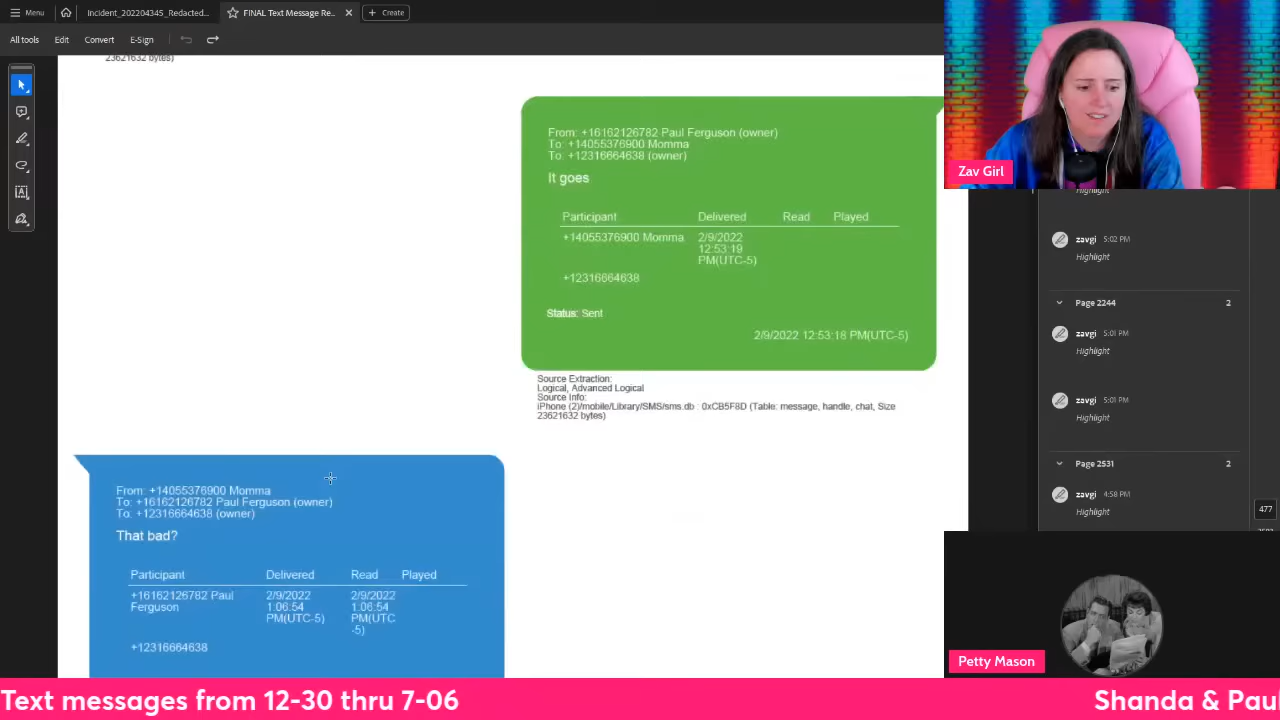 Menu
Incident_202204345_Redacted...
FINAL Text Message Re...
Create
All tools
Edit
Convert
E-Sign
23621632 bytes)
From: +16162126782 Paul Ferguson (owner)
To: +14055376900 Momma
To: +12316664638 (owner)
It goes
Participant Delivered Read Played
+14055376900 Momma 2/9/2022
12:53:19
PM(UTC-5)
+12316664638
Status: Sent
2/9/2022 12:53:18 PM(UTC-5)
Source Extraction:
Logical, Advanced Logical
Source Info:
iPhone (2)/mobile/Library/SMS/sms.db : 0xCB5F8D (Table: message, handle, chat, Size
23621632 bytes)
From: +14055376900 Momma
To: +16162126782 Paul Ferguson (owner)
To: +12316664638 (owner)
That bad?
Participant Delivered Read Played
+16162126782 Paul 2/9/2022 2/9/2022
Ferguson 1:06:54 1:06:54
PM(UTC-5) PM(UTC
-5)
+12316664638
Zav Girl
Highlight
zavgi 5:02 PM
Highlight
Page 2244 2
zavgi 5:01 PM
Highlight
zavgi 5:01 PM
Highlight
Page 2531 2
zavgi 4:58 PM
Highlight
477
Petty Mason
Text messages from 12-30 thru 7-06
Shanda & Paul